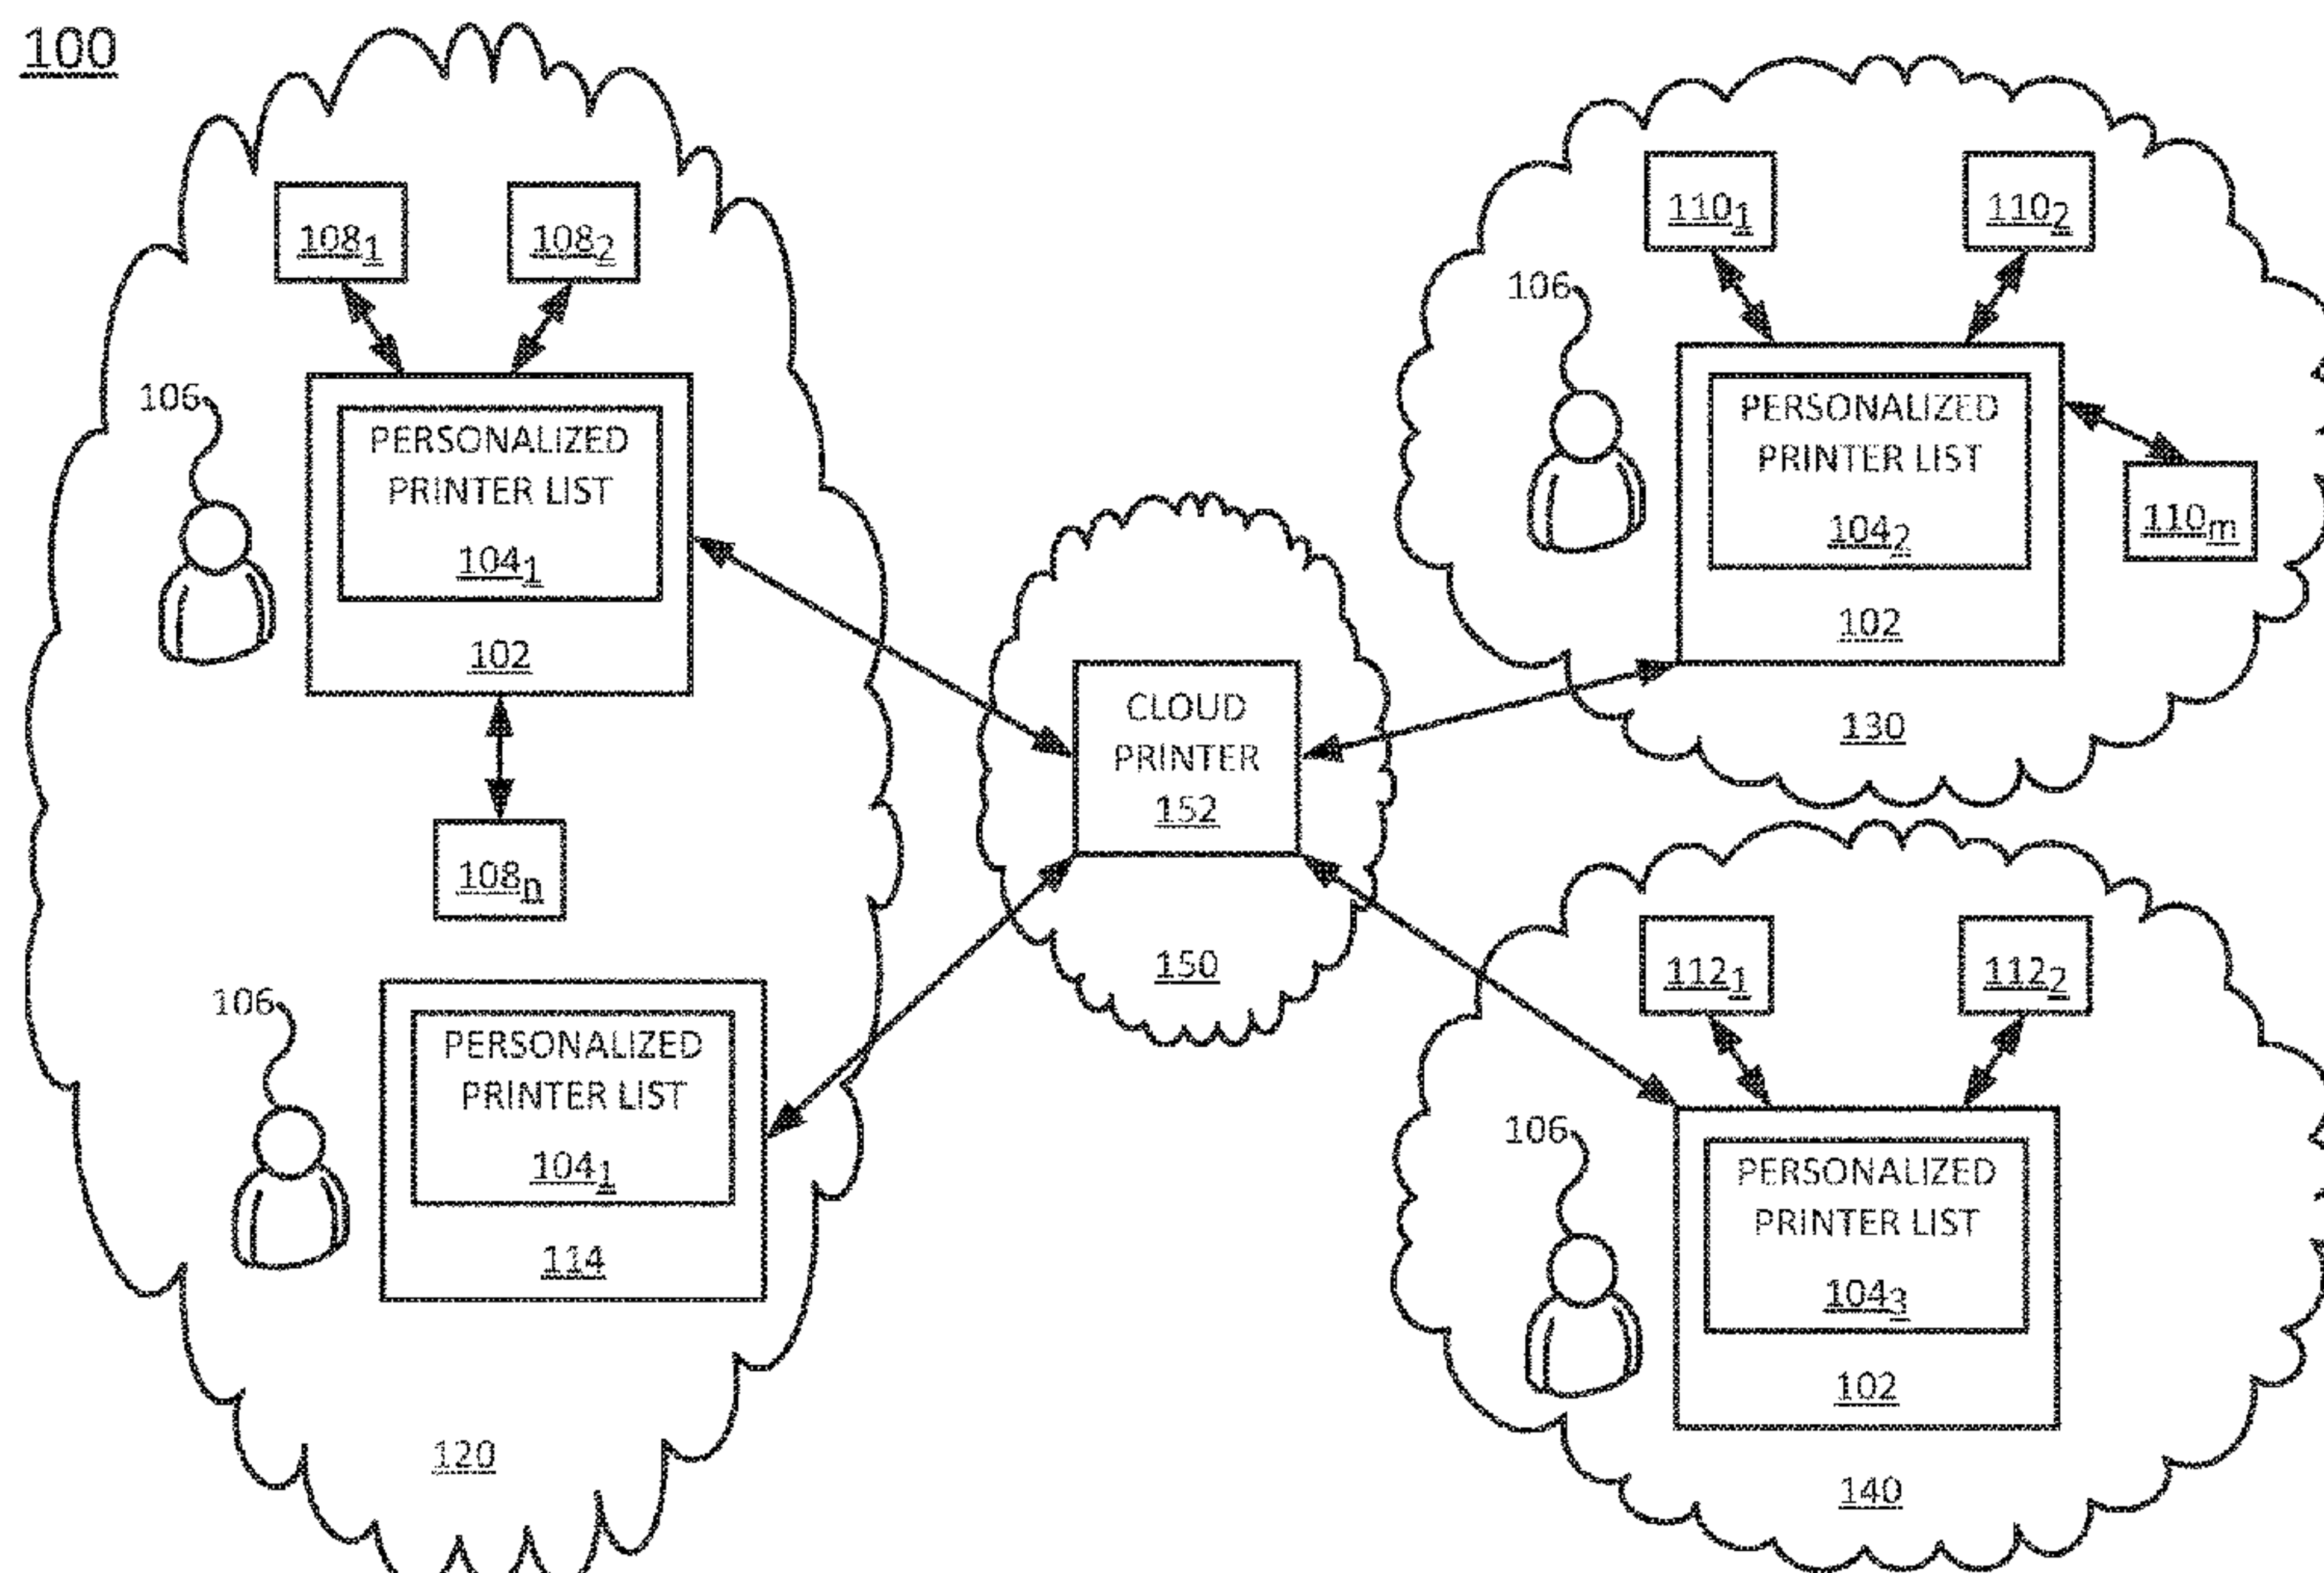 100
108₁
108₂
106
PERSONALIZED
PRINTER LIST
104₁
102
108n
106
PERSONALIZED
PRINTER LIST
104₁
114
120
CLOUD
PRINTER
152
150
110₁
110₂
106
PERSONALIZED
PRINTER LIST
104₂
102
110m
130
112₁
112₂
106
PERSONALIZED
PRINTER LIST
104₃
102
140